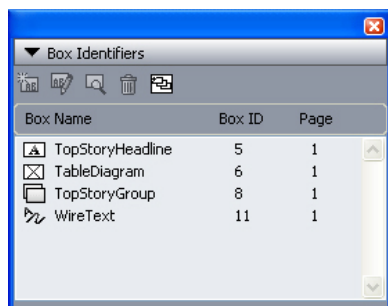 Box Identifiers
Box Name Box ID Page
TopStoryHeadline 5 1
TableDiagram 6 1
TopStoryGroup 8 1
WireText 11 1